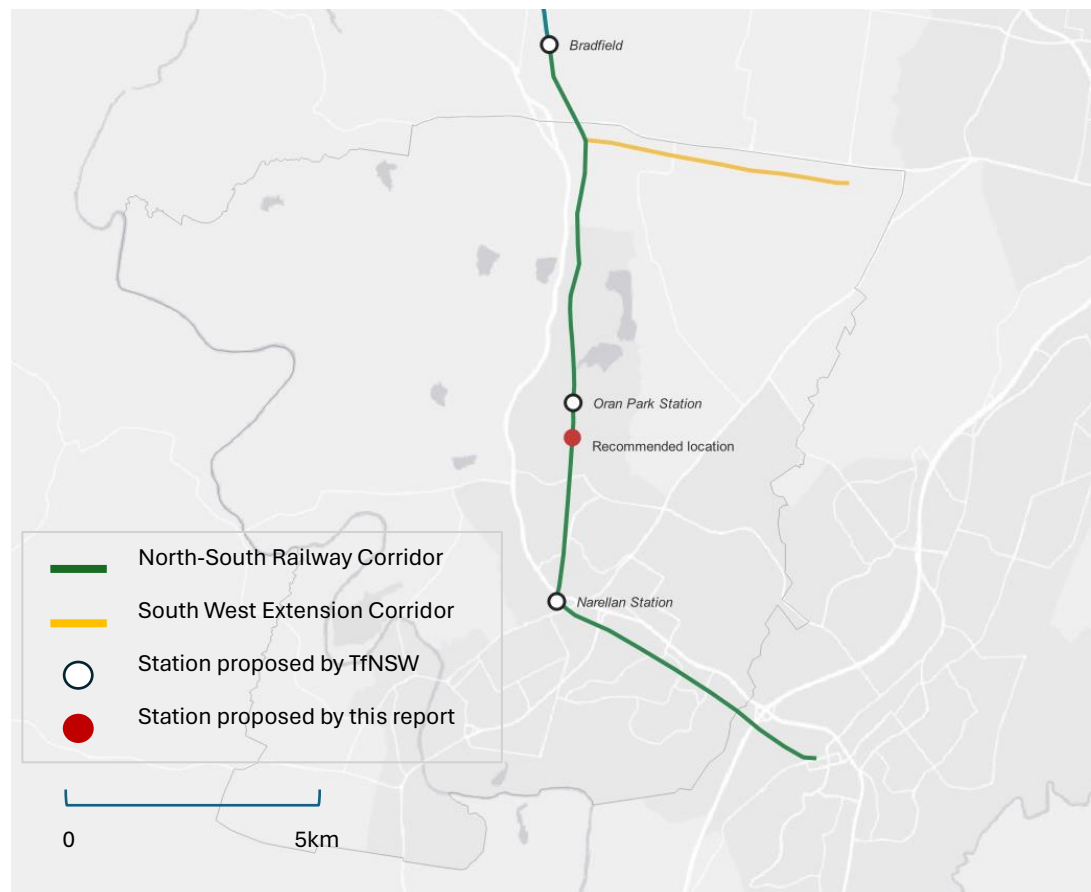 Bradfield
Oran Park Station
Recommended location
North-South Railway Corridor
South West Extension Corridor
Narellan Station
Station proposed by TfNSW
Station proposed by this report
0 5km